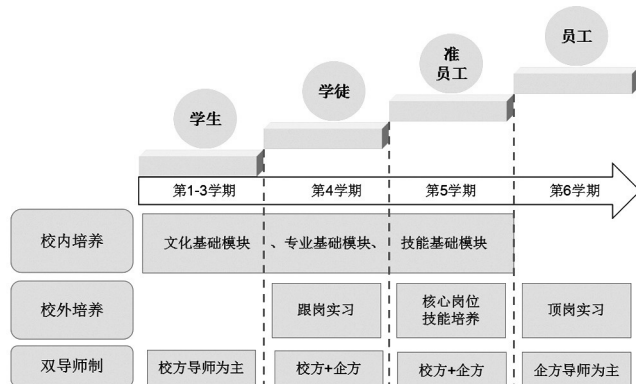 员工
准
员工
学徒
学生
第1-3学期
第4学期
第5学期
第6学期
校内培养
文化基础模块 、专业基础模块、 技能基础模块
校外培养
跟岗实习
核心岗位
技能培养
顶岗实习
双导师制
校方导师为主
校方+企方
校方+企方
企方导师为主